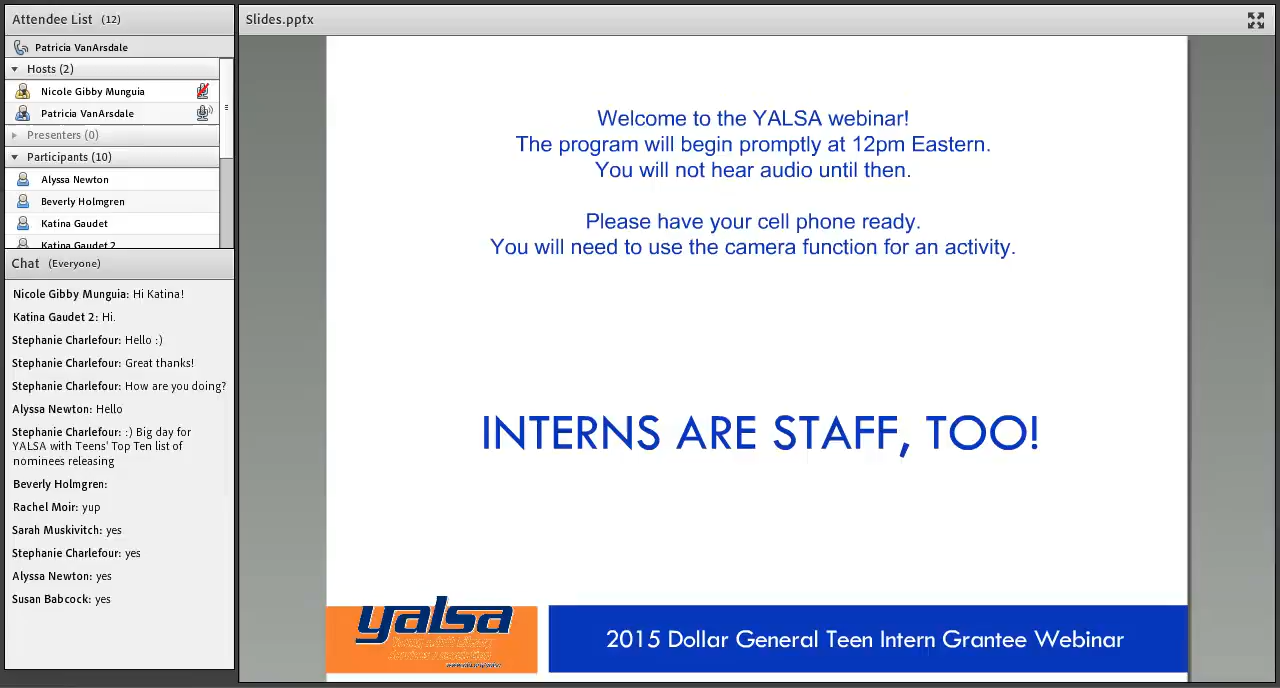 Attendee List (12)
Patricia VanArsdale
Hosts (2)
Nicole Gibby Munguia
Patricia VanArsdale
Presenters (0)
Participants (10)
Alyssa Newton
Beverly Holmgren
Katina Gaudet
Katina Gaudet 2
Chat (Everyone)
Nicole Gibby Munguia: Hi Katina!
Katina Gaudet 2: Hi.
Stephanie Charlefour: Hello :)
Stephanie Charlefour: Great thanks!
Stephanie Charlefour: How are you doing?
Alyssa Newton: Hello
Stephanie Charlefour: :) Big day for
YALSA with Teens' Top Ten list of
nominees releasing
Beverly Holmgren:
Rachel Moir: yup
Sarah Muskivitch: yes
Stephanie Charlefour: yes
Alyssa Newton: yes
Susan Babcock: yes
Slides.pptx
Welcome to the YALSA webinar!
The program will begin promptly at 12pm Eastern.
You will not hear audio until then.
Please have your cell phone ready.
You will need to use the camera function for an activity.
INTERNS ARE STAFF, TOO!
yalsa
2015 Dollar General Teen Intern Grantee Webinar